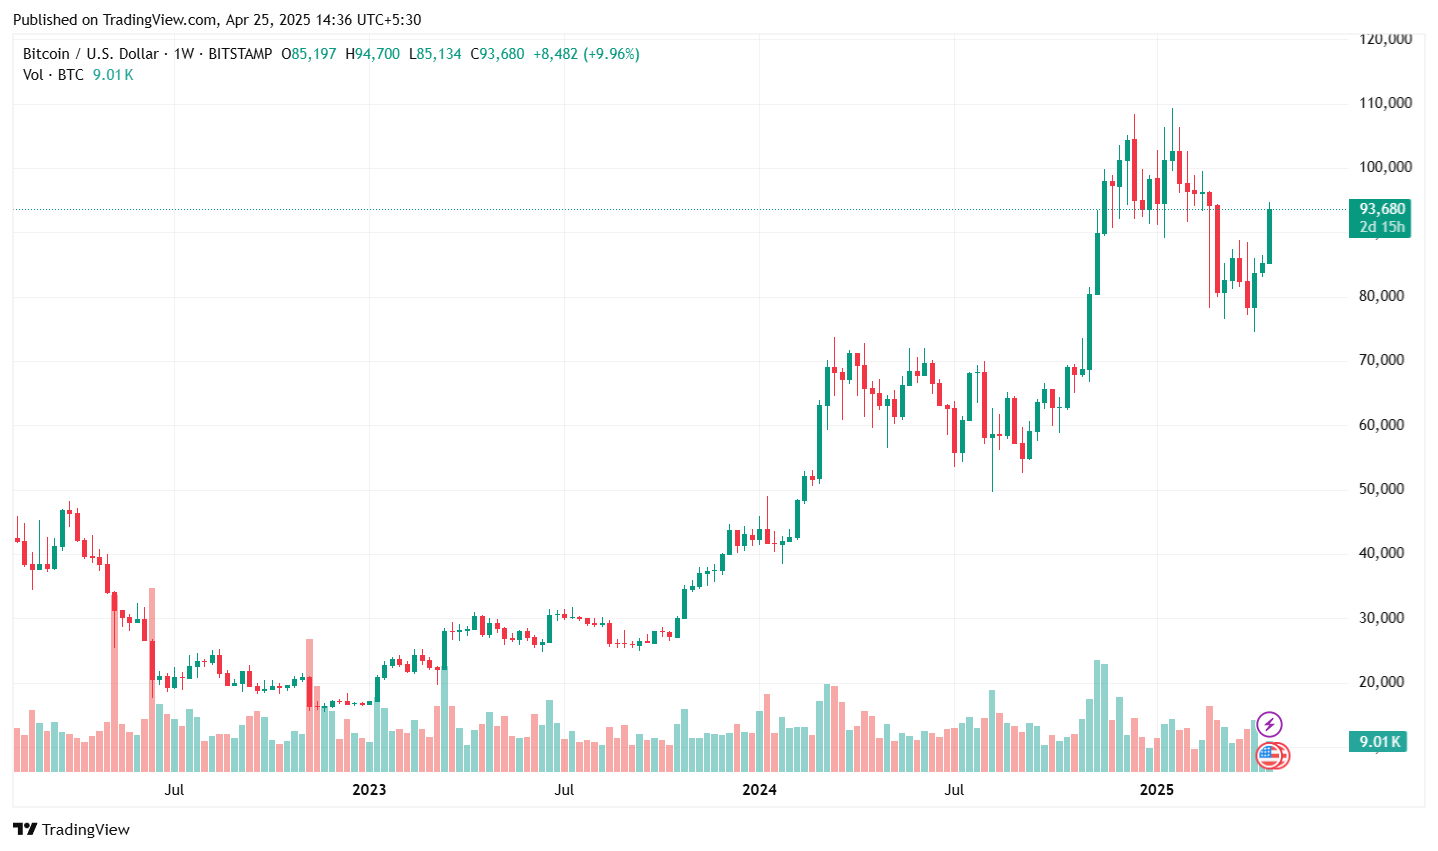 Published on TradingView.com, Apr 25, 2025 14:36 UTC+5:30
Bitcoin / U.S. Dollar · 1W · BITSTAMP O85,197 H94,700 L85,134 C93,680 +8,482 (+9.96%)
Vol · BTC 9.01 K
120,000
110,000
100,000
93,680
2d 15h
80,000
70,000
60,000
50,000
40,000
30,000
20,000
9.01 K
Jul 2023 Jul 2024 Jul 2025
TradingView